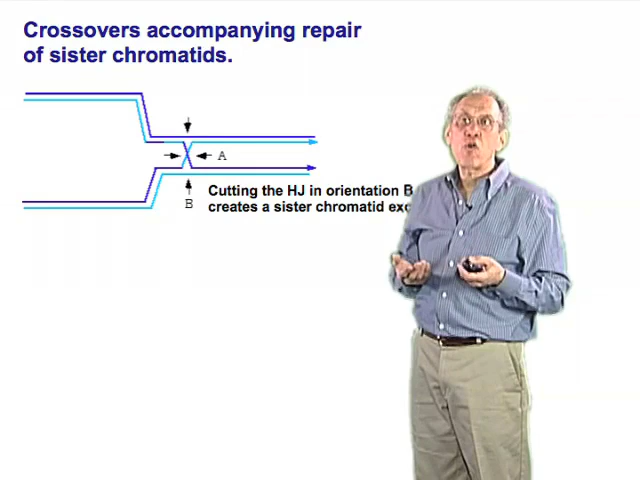 Crossovers accompanying repair
of sister chromatids.
A
Cutting the HJ in orientation B
B
creates a sister chromatid